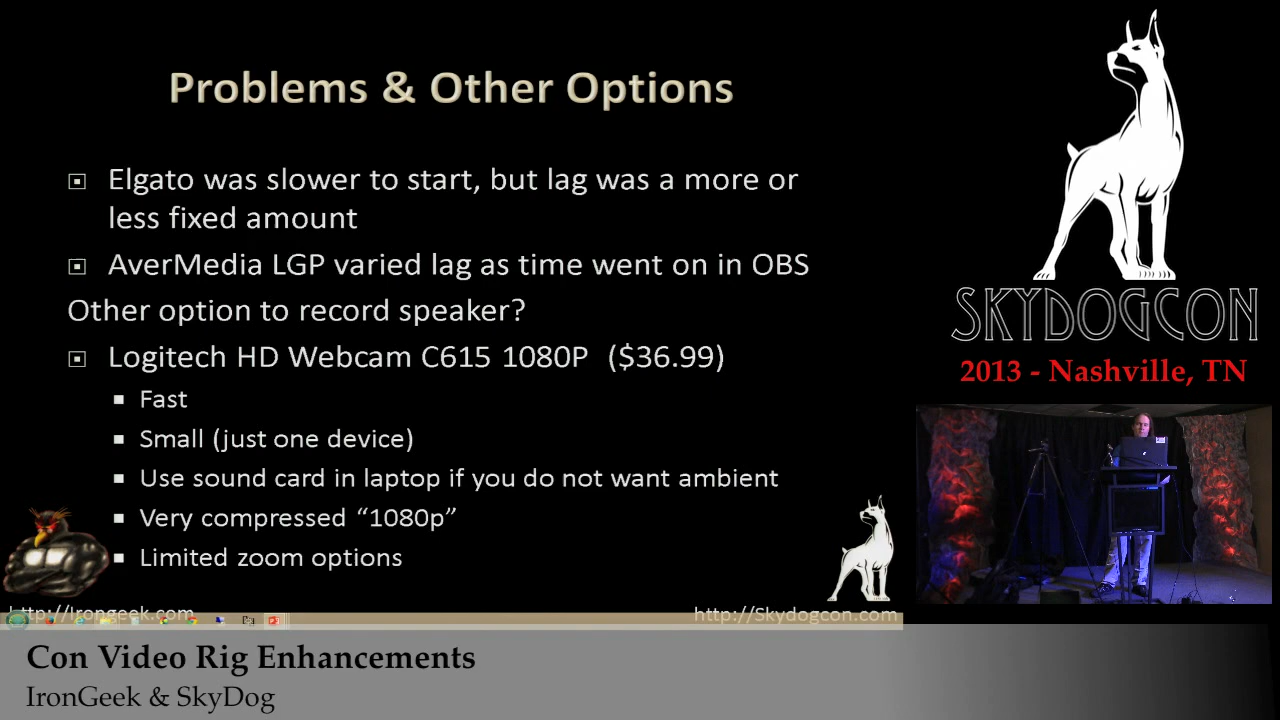 Problems & Other Options
Elgato was slower to start, but lag was a more or
less fixed amount
AverMedia LGP varied lag as time went on in OBS
Other option to record speaker?
Logitech HD Webcam C615 1080P ($36.99)
Fast
Small (just one device)
Use sound card in laptop if you do not want ambient
Very compressed “1080p”
Limited zoom options
http://Irongeek.com
http://Skydogcon.com
SKYDOGCON
2013 - Nashville, TN
Con Video Rig Enhancements
IronGeek & SkyDog